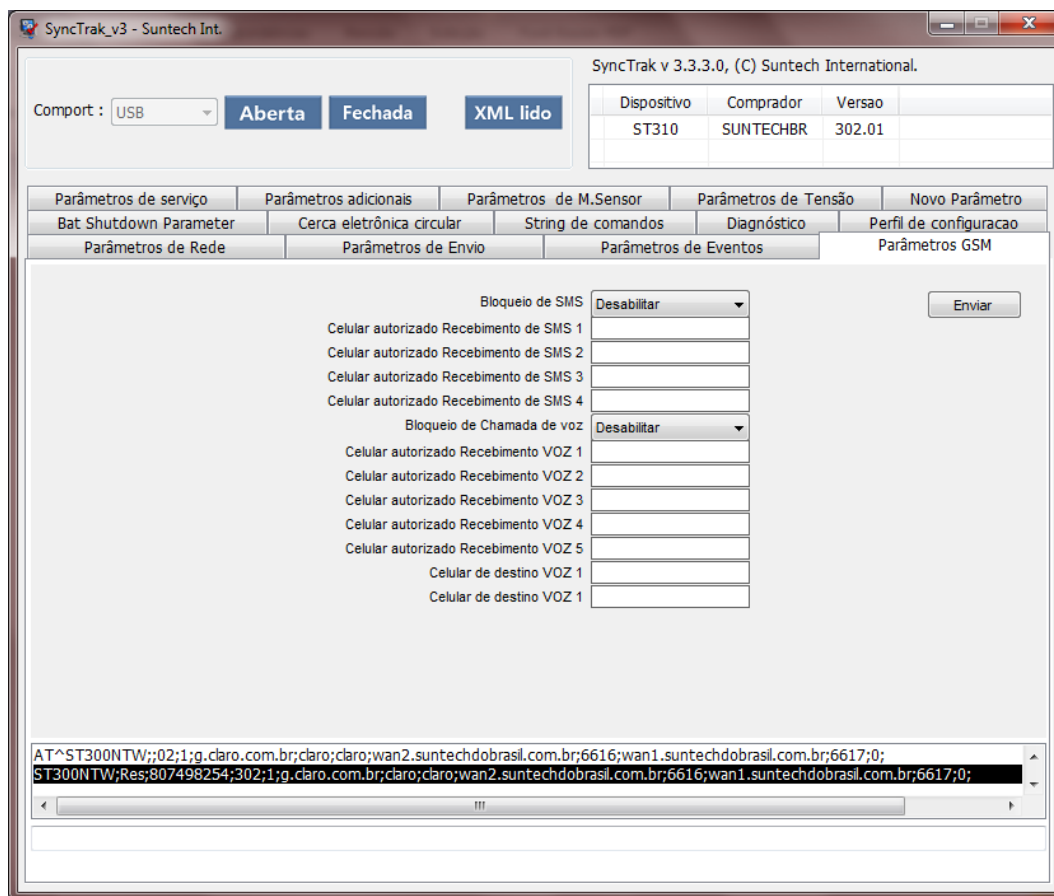 SyncTrak_v3 - Suntech Int.
SyncTrak v 3.3.3.0, (C) Suntech International.
Comport : USB Aberta Fechada XML lido
Dispositivo Comprador Versao
ST310 SUNTECHBR 302.01
Parâmetros de serviço Parâmetros adicionais Parâmetros de M.Sensor Parâmetros de Tensão Novo Parâmetro
Bat Shutdown Parameter Cerca eletrônica circular String de comandos Diagnóstico Perfil de configuracao
Parâmetros de Rede Parâmetros de Envio Parâmetros de Eventos Parâmetros GSM
Bloqueio de SMS Desabilitar Enviar
Celular autorizado Recebimento de SMS 1
Celular autorizado Recebimento de SMS 2
Celular autorizado Recebimento de SMS 3
Celular autorizado Recebimento de SMS 4
Bloqueio de Chamada de voz Desabilitar
Celular autorizado Recebimento VOZ 1
Celular autorizado Recebimento VOZ 2
Celular autorizado Recebimento VOZ 3
Celular autorizado Recebimento VOZ 4
Celular autorizado Recebimento VOZ 5
Celular de destino VOZ 1
Celular de destino VOZ 1
AT^ST300NTW;;02;1;g.claro.com.br;claro;claro;wan2.suntechdobrasil.com.br;6616;wan1.suntechdobrasil.com.br;6617;0;
ST300NTW;Res;807498254;302;1;g.claro.com.br;claro;claro;wan2.suntechdobrasil.com.br;6616;wan1.suntechdobrasil.com.br;6617;0;